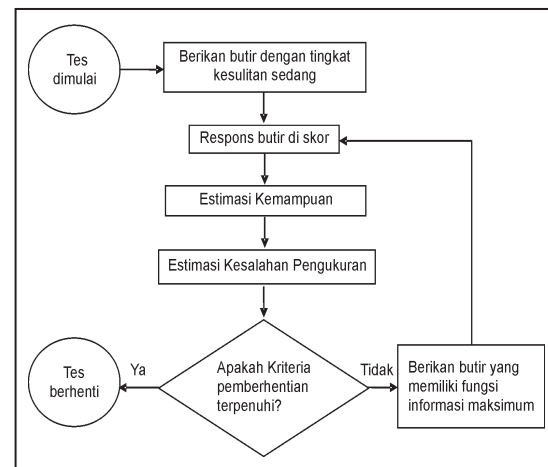 Tes
dimulai
Berikan butir dengan tingkat
kesulitan sedang
Respons butir di skor
Estimasi Kemampuan
Estimasi Kesalahan Pengukuran
Apakah Kriteria
pemberhentian
terpenuhi?
Ya
Tes
berhenti
Tidak
Berikan butir yang
memiliki fungsi
informasi maksimum